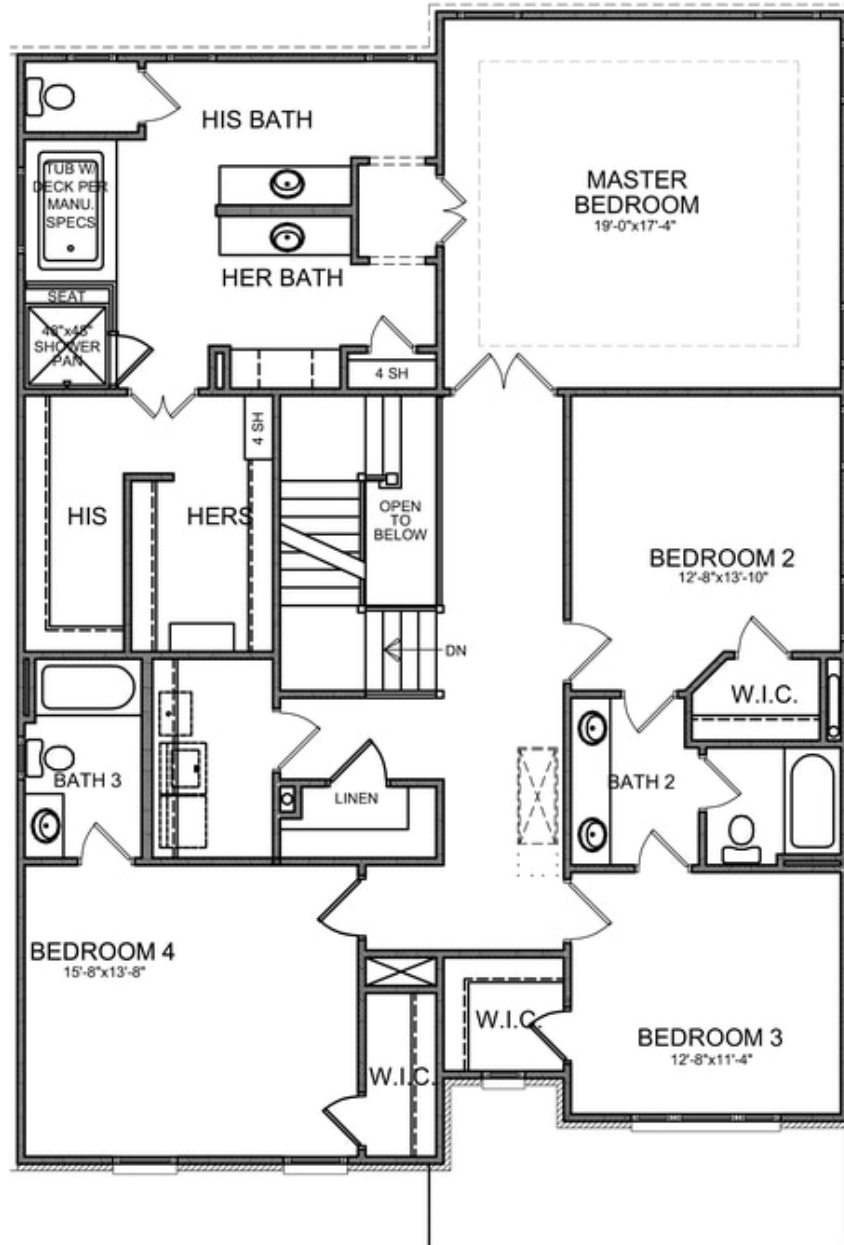 HIS BATH
TUB W/
DECK PER
MANU.
SPECS
MASTER
BEDROOM
19'-0"x17'-4"
HER BATH
SEAT
48"x48"
SHOWER
PAN
4 SH
4 SH
HIS
HERS
OPEN
TO
BELOW
BEDROOM 2
12'-8"x13'-10"
DN
W.I.C.
BATH 3
LINEN
BATH 2
BEDROOM 4
15'-8"x13'-8"
W.I.C.
W.I.C.
BEDROOM 3
12'-8"x11'-4"